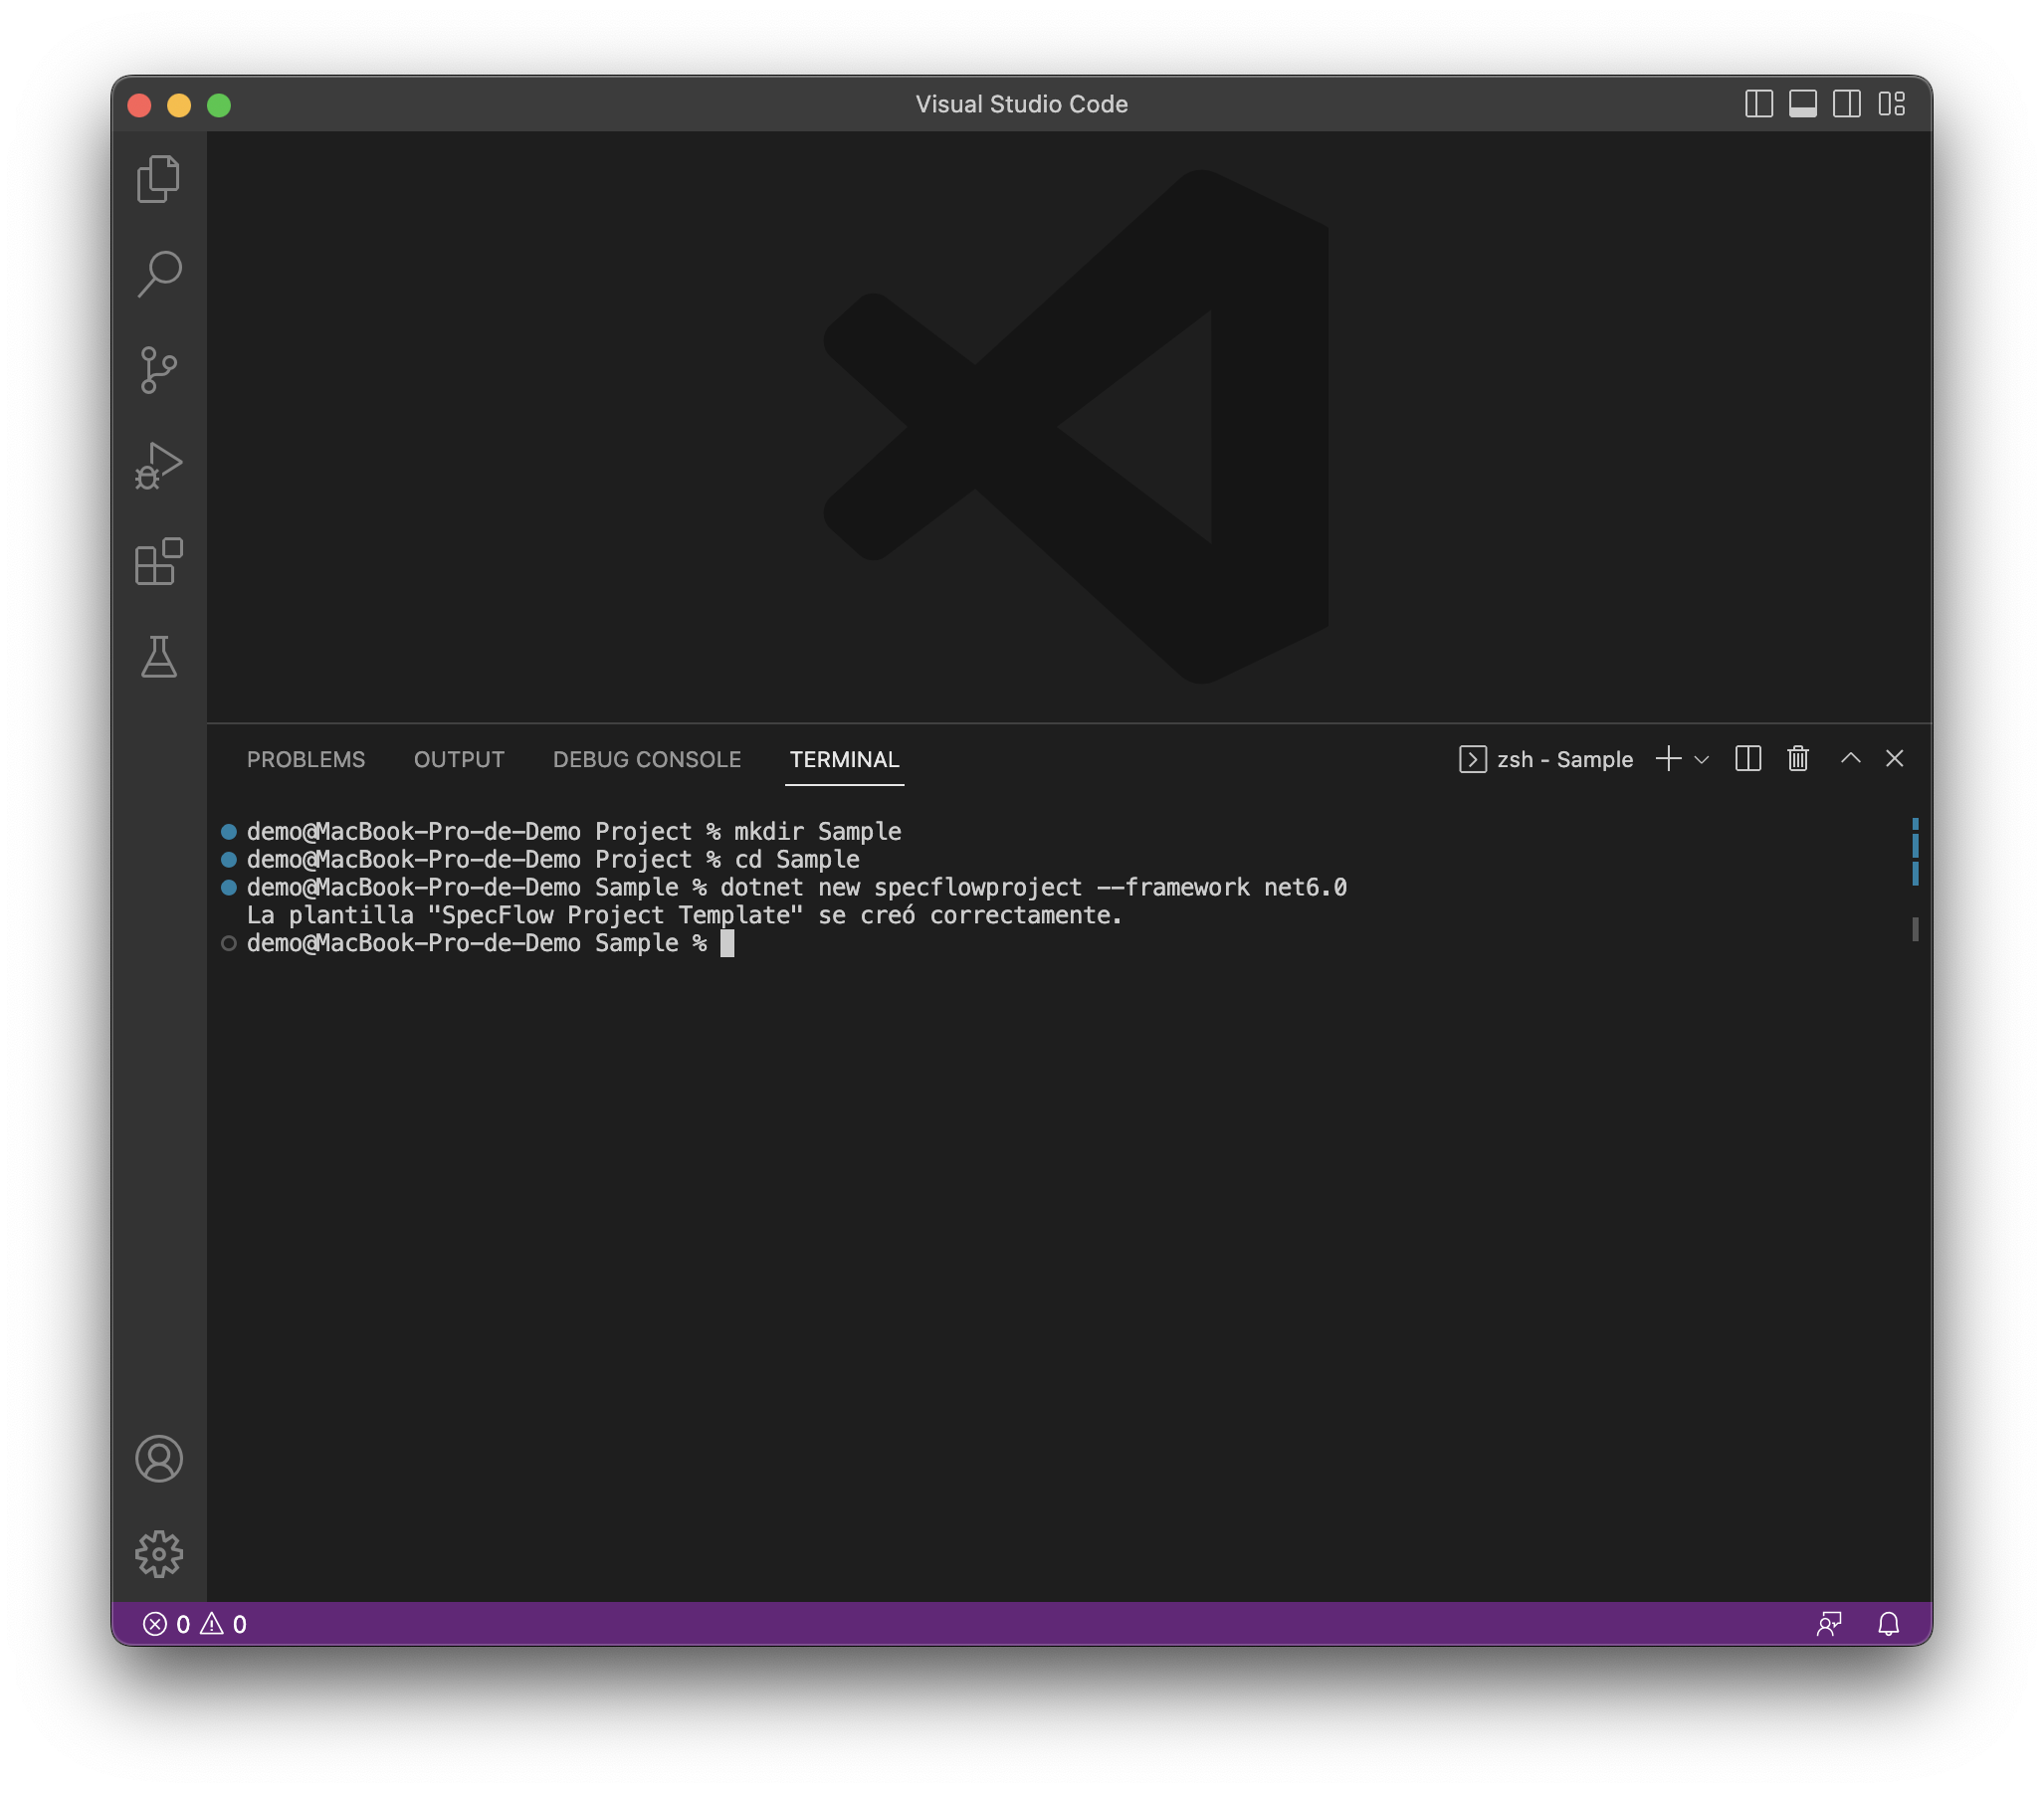 Visual Studio Code
PROBLEMS OUTPUT DEBUG CONSOLE TERMINAL zsh - Sample
demo@MacBook-Pro-de-Demo Project % mkdir Sample
demo@MacBook-Pro-de-Demo Project % cd Sample
demo@MacBook-Pro-de-Demo Sample % dotnet new specflowproject --framework net6.0
La plantilla "SpecFlow Project Template" se creó correctamente.
demo@MacBook-Pro-de-Demo Sample %
0 0